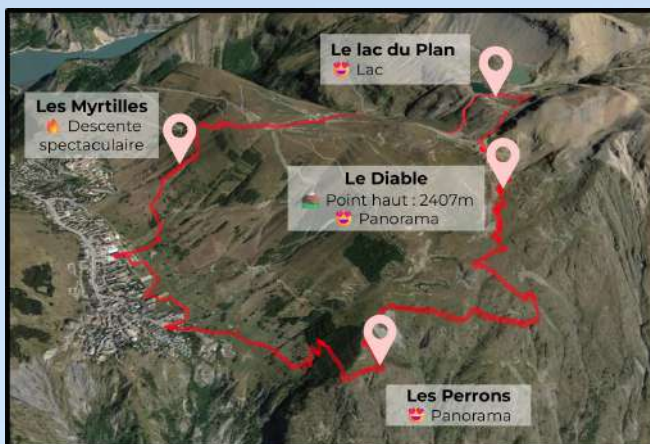 Le lac du Plan
😍 Lac
Les Myrtilles
🔥 Descente
spectaculaire
Le Diable
⛰️ Point haut : 2407m
😍 Panorama
Les Perrons
😍 Panorama